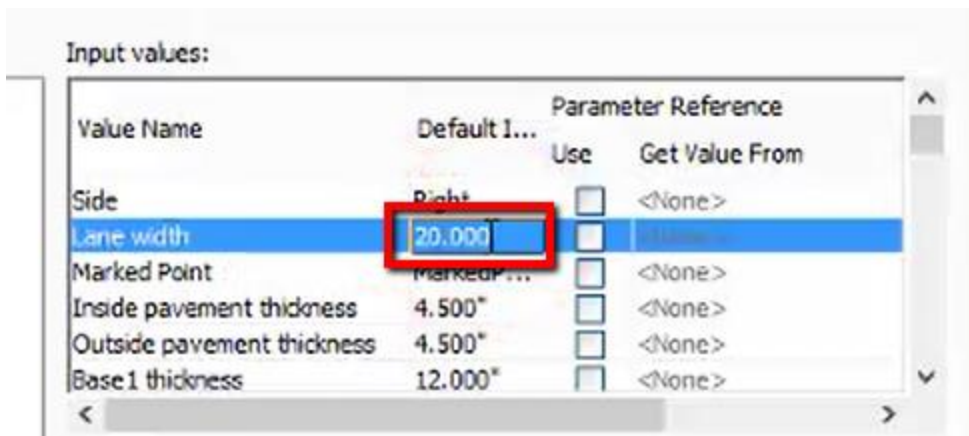 Input values:
Value Name Default I... Parameter Reference
Use Get Value From
Side Right <None>
Lane width 20.000
Marked Point MarkedP... <None>
Inside pavement thickness 4.500" <None>
Outside pavement thickness 4.500" <None>
Base1 thickness 12.000" <None>